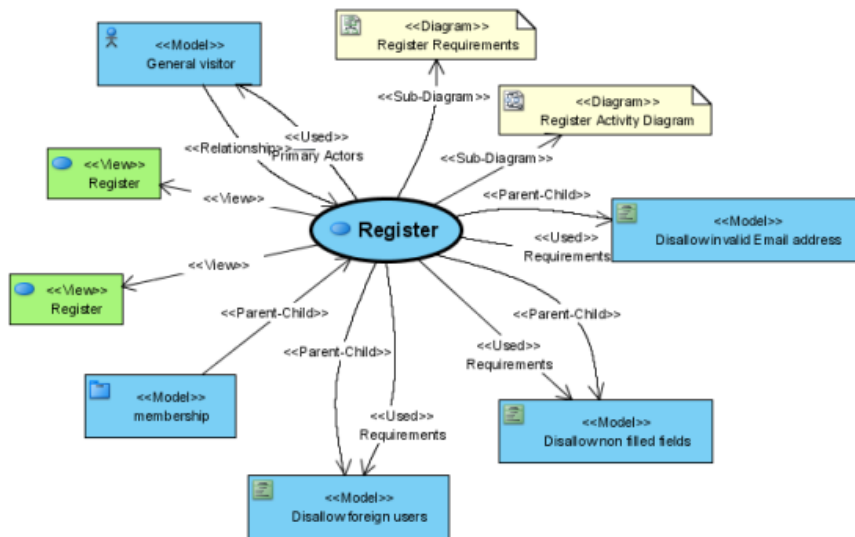 <<Diagram>>
Register Requirements
<<Model>>
General visitor
<<Sub-Diagram>>
<<Diagram>>
Register Activity Diagram
<<Used>>
Primary Actors
<<Relationship>>
<<Sub-Diagram>>
<<View>>
Register
<<View>>
<<Parent-Child>>
<<Model>>
Disallow invalid Email address
Register
<<Used>>
Requirements
<<View>>
<<View>>
Register
<<Parent-Child>>
<<Parent-Child>>
<<Parent-Child>>
<<Used>>
Requirements
<<Model>>
membership
<<Used>>
Requirements
<<Model>>
Disallow non filled fields
<<Model>>
Disallow foreign users